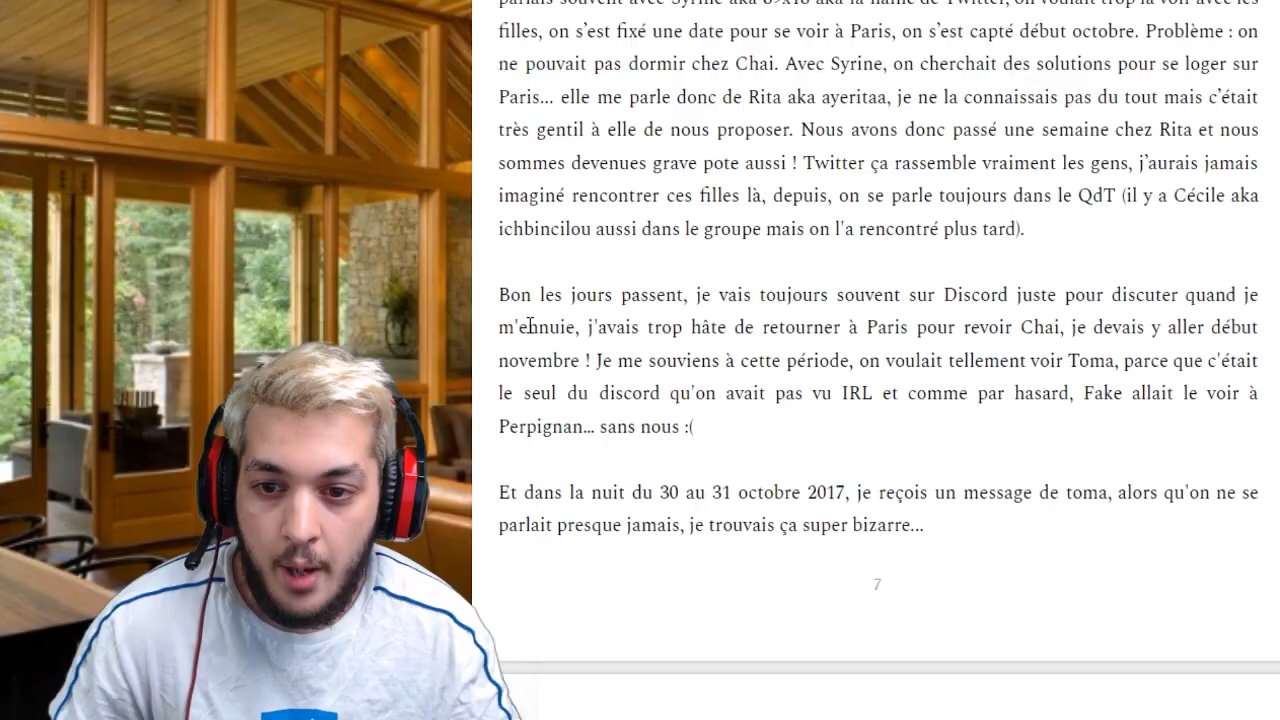 filles, on s'est fixé une date pour se voir à Paris, on s'est capté début octobre. Problème : on
ne pouvait pas dormir chez Chai. Avec Syrine, on cherchait des solutions pour se loger sur
Paris... elle me parle donc de Rita aka ayeritaa, je ne la connaissais pas du tout mais c'était
très gentil à elle de nous proposer. Nous avons donc passé une semaine chez Rita et nous
sommes devenues grave pote aussi ! Twitter ça rassemble vraiment les gens, j'aurais jamais
imaginé rencontrer ces filles là, depuis, on se parle toujours dans le QdT (il y a Cécile aka
ichbincilou aussi dans le groupe mais on l'a rencontré plus tard).
Bon les jours passent, je vais toujours souvent sur Discord juste pour discuter quand je
m'ennuie, j'avais trop hâte de retourner à Paris pour revoir Chai, je devais y aller début
novembre ! Je me souviens à cette période, on voulait tellement voir Toma, parce que c'était
le seul du discord qu'on avait pas vu IRL et comme par hasard, Fake allait le voir à
Perpignan... sans nous :(
Et dans la nuit du 30 au 31 octobre 2017, je reçois un message de toma, alors qu'on ne se
parlait presque jamais, je trouvais ça super bizarre...
7